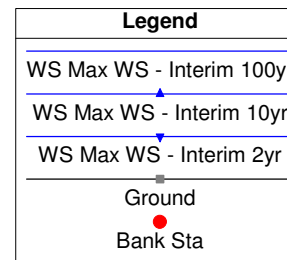 Legend
WS Max WS - Interim 100y
WS Max WS - Interim 10yr
WS Max WS - Interim 2yr
Ground
Bank Sta